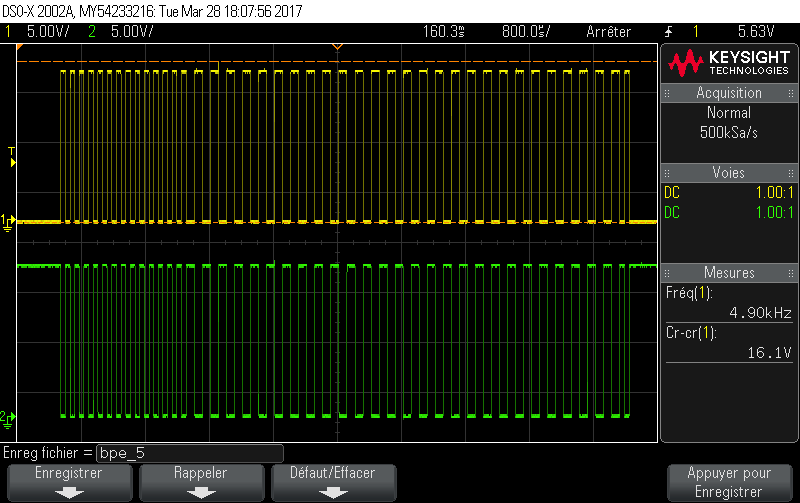 DSO-X 2002A, MY54233216: Tue Mar 28 18:07:56 2017
1 5.00V/ 2 5.00V/ 160.3ms 800.0us/ Arrêter 1 5.63V
KEYSIGHT
TECHNOLOGIES
Acquisition
Normal
500kSa/s
Voies
DC 1.00:1
DC 1.00:1
Mesures
Fréq(1):
4.90kHz
Cr-cr(1):
16.1V
T
1
2
Enreg fichier = bpe_5
Enregistrer
Rappeler
Défaut/Effacer
Appuyer pour
Enregistrer